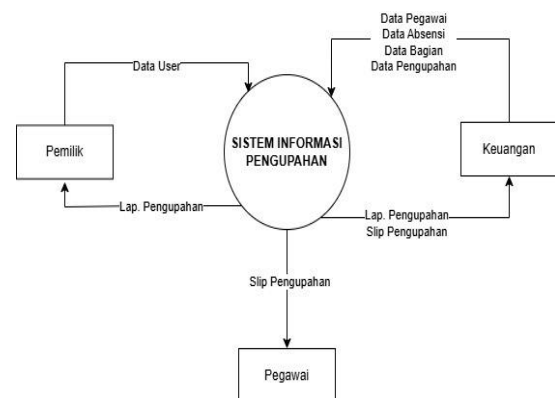 Data Pegawai
Data Absensi
Data Bagian
Data Pengupahan
Data User
SISTEM INFORMASI
PENGUPAHAN
Pemilik
Keuangan
Lap. Pengupahan
Lap. Pengupahan
Slip Pengupahan
Slip Pengupahan
Pegawai